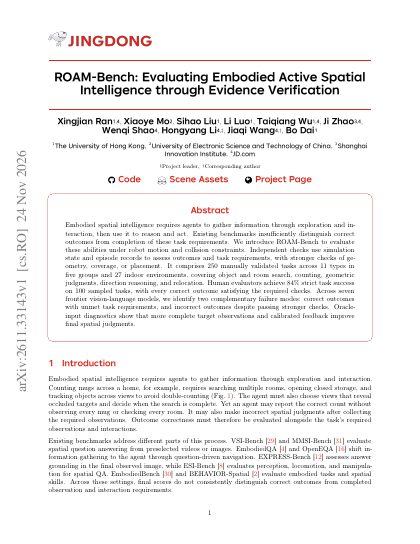 JINGDONG
ROAM-Bench: Evaluating Embodied Active Spatial
Intelligence through Evidence Verification
Xingjian Ran1,4, Xiaoye Mo2, Sihao Liu1, Li Luo1, Taiqiang Wu1,4, Ji Zhao3,4,
Wenqi Shao4, Hongyang Li4,‡, Jiaqi Wang4,†, Bo Dai1
1The University of Hong Kong, 2University of Electronic Science and Technology of China, 3Shanghai
Innovation Institute, 4JD.com
†Project leader, ‡Corresponding author
Code Scene Assets Project Page
Abstract
Embodied spatial intelligence requires agents to gather information through exploration and in-
teraction, then use it to reason and act. Existing benchmarks insufficiently distinguish correct
outcomes from completion of these task requirements. We introduce ROAM-Bench to evaluate
these abilities under robot motion and collision constraints. Independent checks use simulation
state and episode records to assess outcomes and task requirements, with stronger checks of ge-
ometry, coverage, or placement. It comprises 250 manually validated tasks across 11 types in
five groups and 27 indoor environments, covering object and room search, counting, geometric
judgments, direction reasoning, and relocation. Human evaluators achieve 84% strict task success
on 100 sampled tasks, with every correct outcome satisfying the required checks. Across seven
frontier vision-language models, we identify two complementary failure modes: correct outcomes
with unmet task requirements, and incorrect outcomes despite passing stronger checks. Oracle-
input diagnostics show that more complete target observations and calibrated feedback improve
final spatial judgments.
arXiv:2611.33143v1 [cs.RO] 24 Nov 2026
1 Introduction
Embodied spatial intelligence requires agents to gather information through exploration and interaction.
Counting mugs across a home, for example, requires searching multiple rooms, opening closed storage, and
tracking objects across views to avoid double-counting (Fig. 1). The agent must also choose views that reveal
occluded targets and decide when the search is complete. Yet an agent may report the correct count without
observing every mug or checking every room. It may also make incorrect spatial judgments after collecting
the required observations. Outcome correctness must therefore be evaluated alongside the task's required
observations and interactions.
Existing benchmarks address different parts of this process. VSI-Bench [29] and MMSI-Bench [31] evaluate
spatial question answering from preselected videos or images. EmbodiedQA [4] and OpenEQA [16] shift in-
formation gathering to the agent through question-driven navigation. EXPRESS-Bench [12] assesses answer
grounding in the final observed image, while ESI-Bench [8] evaluates perception, locomotion, and manipula-
tion for spatial QA. EmbodiedBench [30] and BEHAVIOR-Spatial [2] evaluate embodied tasks and spatial
skills. Across these settings, final scores do not consistently distinguish correct outcomes from completed
observation and interaction requirements.
1